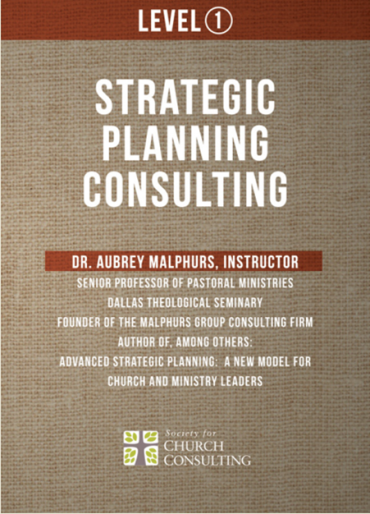 LEVEL 1
STRATEGIC
PLANNING
CONSULTING
DR. AUBREY MALPHURS, INSTRUCTOR
SENIOR PROFESSOR OF PASTORAL MINISTRIES
DALLAS THEOLOGICAL SEMINARY
FOUNDER OF THE MALPHURS GROUP CONSULTING FIRM
AUTHOR OF, AMONG OTHERS:
ADVANCED STRATEGIC PLANNING: A NEW MODEL FOR
CHURCH AND MINISTRY LEADERS
Society for
CHURCH
CONSULTING